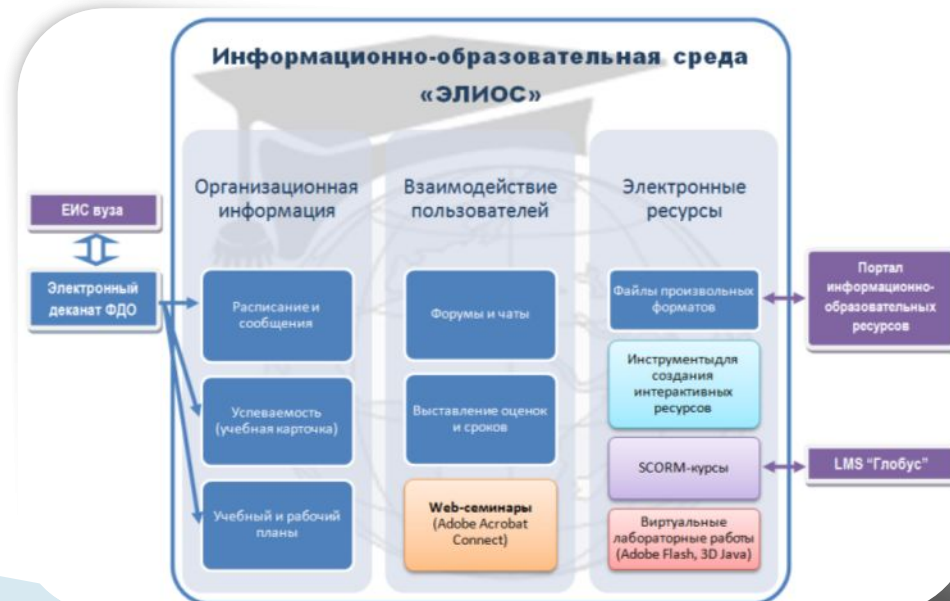 Информационно-образовательная среда
«ЭЛИОС»
Организационная
информация
Взаимодействие
пользователей
Электронные
ресурсы
ЕИС вуза
Электронный
деканат ФДО
Расписание и
сообщения
Успеваемость
(учебная карточка)
Учебный и рабочий
планы
Форумы и чаты
Выставление оценок
и сроков
Web-семинары
(Adobe Acrobat
Connect)
Файлы произвольных
форматов
Инструментыдля
создания
интерактивных
ресурсов
SCORM-курсы
Виртуальные
лабораторные работы
(Adobe Flash, 3D Java)
Портал
информационно-
образовательных
ресурсов
LMS "Глобус"